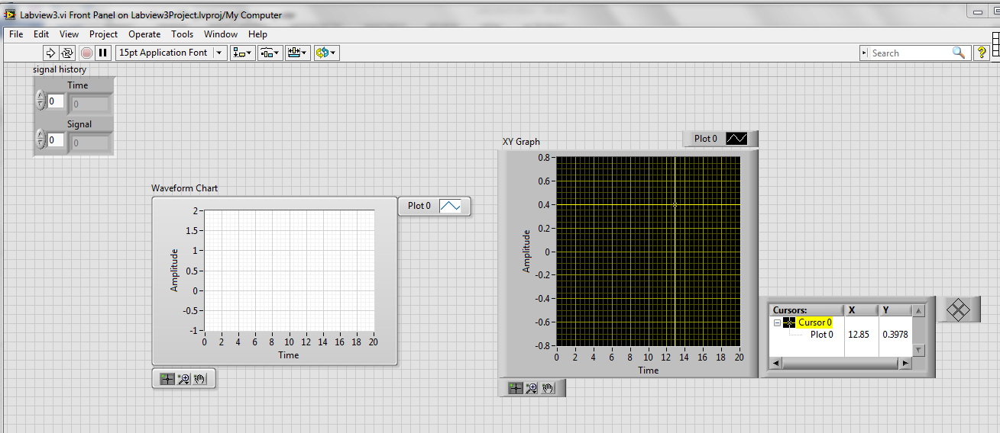 Labview3.vi Front Panel on Labview3Project.lvproj/My Computer
File Edit View Project Operate Tools Window Help
15pt Application Font
Search
?
signal history
Time
0
0
Signal
0
0
Waveform Chart
Plot 0
Amplitude
2
1.5
1
0.5
0
-0.5
-1
0 2 4 6 8 10 12 14 16 18 20
Time
XY Graph
Plot 0
Amplitude
0.8
0.6
0.4
0.2
0
-0.2
-0.4
-0.6
-0.8
0 2 4 6 8 10 12 14 16 18 20
Time
Cursors: X Y
Cursor 0
Plot 0 12.85 0.3978